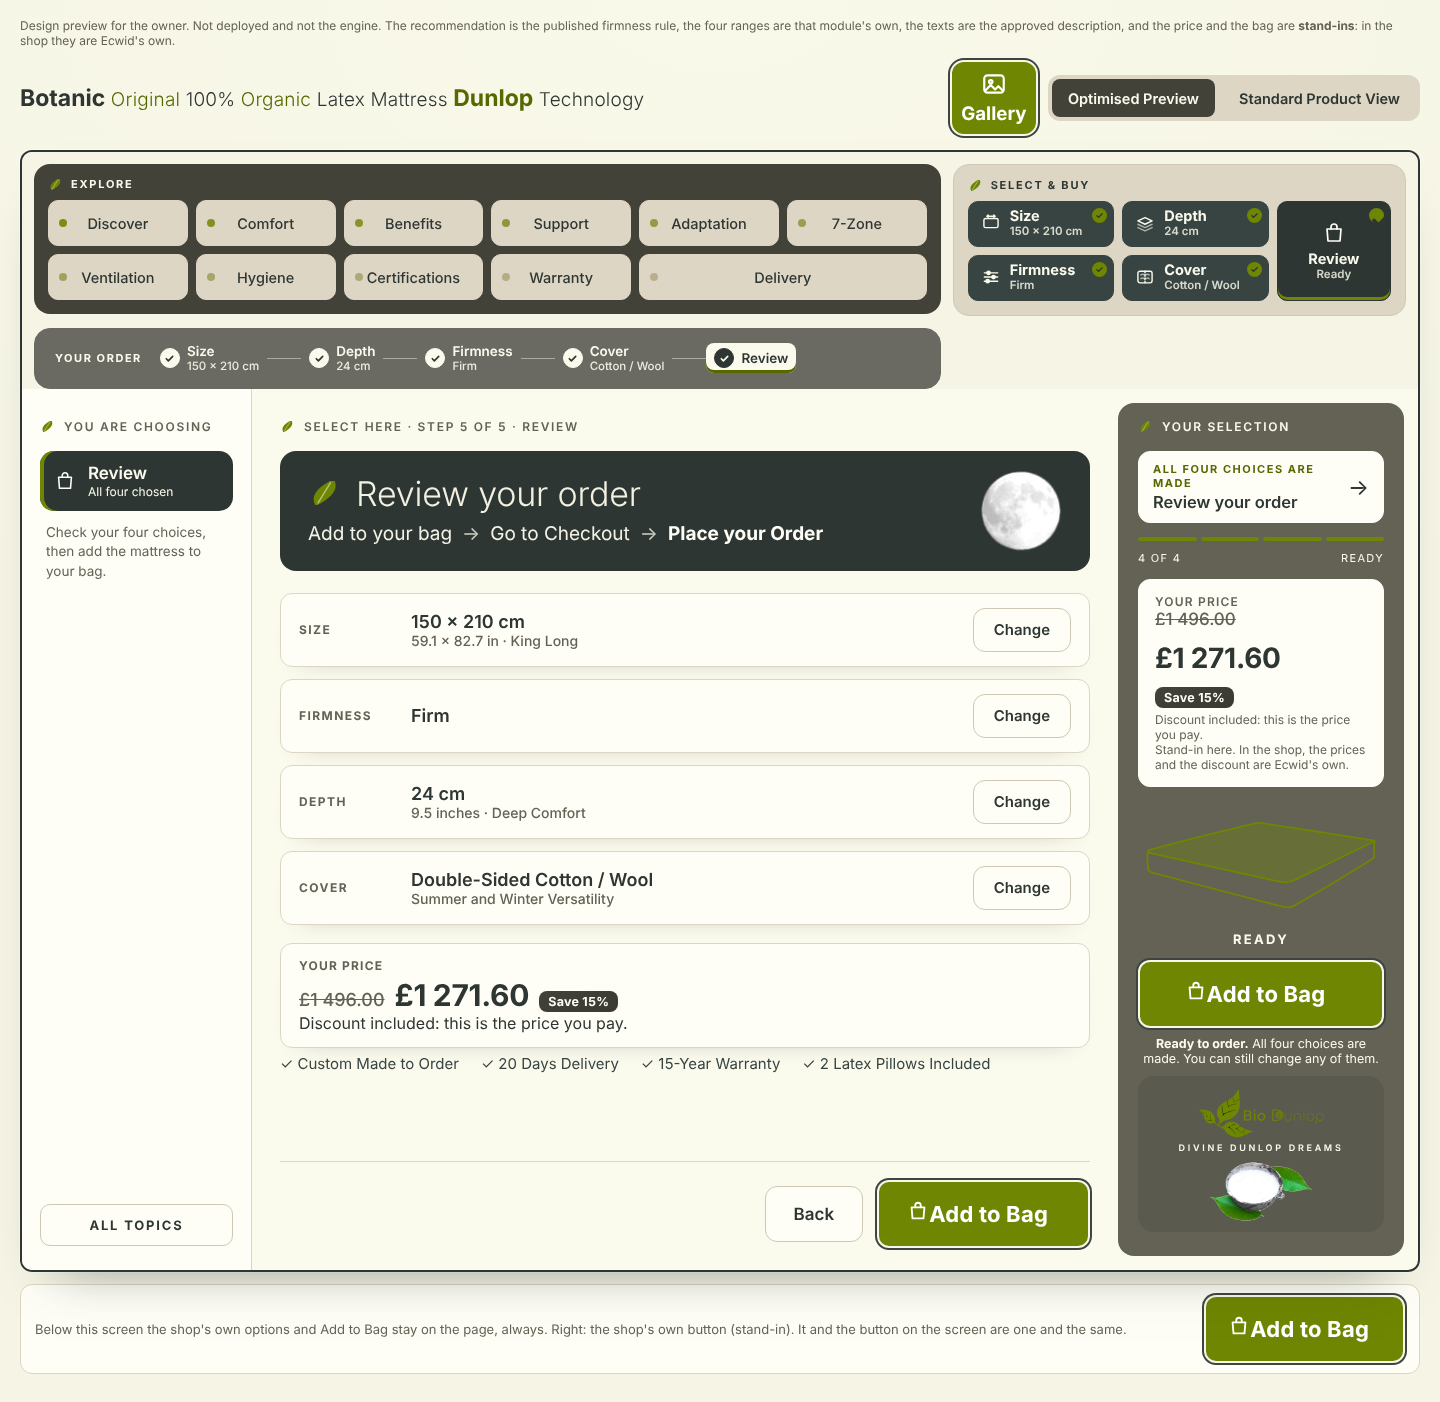 Design preview for the owner. Not deployed and not the engine. The recommendation is the published firmness rule, the four ranges are that module's own, the texts are the approved description, and the price and the bag are stand-ins: in the
shop they are Ecwid's own.
Botanic Original 100% Organic Latex Mattress Dunlop Technology
Gallery
Optimised Preview
Standard Product View
EXPLORE
Discover
Comfort
Benefits
Support
Adaptation
7-Zone
Ventilation
Hygiene
Certifications
Warranty
Delivery
SELECT & BUY
Size
150 × 210 cm
Depth
24 cm
Firmness
Firm
Cover
Cotton / Wool
Review
Ready
YOUR ORDER
Size
150 × 210 cm
Depth
24 cm
Firmness
Firm
Cover
Cotton / Wool
Review
YOU ARE CHOOSING
Review
All four chosen
Check your four choices,
then add the mattress to
your bag.
ALL TOPICS
SELECT HERE · STEP 5 OF 5 · REVIEW
Review your order
Add to your bag → Go to Checkout → Place your Order
SIZE
150 × 210 cm
59.1 × 82.7 in · King Long
Change
FIRMNESS
Firm
Change
DEPTH
24 cm
9.5 inches · Deep Comfort
Change
COVER
Double-Sided Cotton / Wool
Summer and Winter Versatility
Change
YOUR PRICE
£1 496.00 £1 271.60 Save 15%
Discount included: this is the price you pay.
✓ Custom Made to Order ✓ 20 Days Delivery ✓ 15-Year Warranty ✓ 2 Latex Pillows Included
Back
Add to Bag
YOUR SELECTION
ALL FOUR CHOICES ARE
MADE
Review your order
4 OF 4
READY
YOUR PRICE
£1 496.00
£1 271.60
Save 15%
Discount included: this is the price
you pay.
Stand-in here. In the shop, the prices
and the discount are Ecwid's own.
READY
Add to Bag
Ready to order. All four choices are
made. You can still change any of them.
Bio Dunlop
DIVINE DUNLOP DREAMS
Below this screen the shop's own options and Add to Bag stay on the page, always. Right: the shop's own button (stand-in). It and the button on the screen are one and the same.
Add to Bag